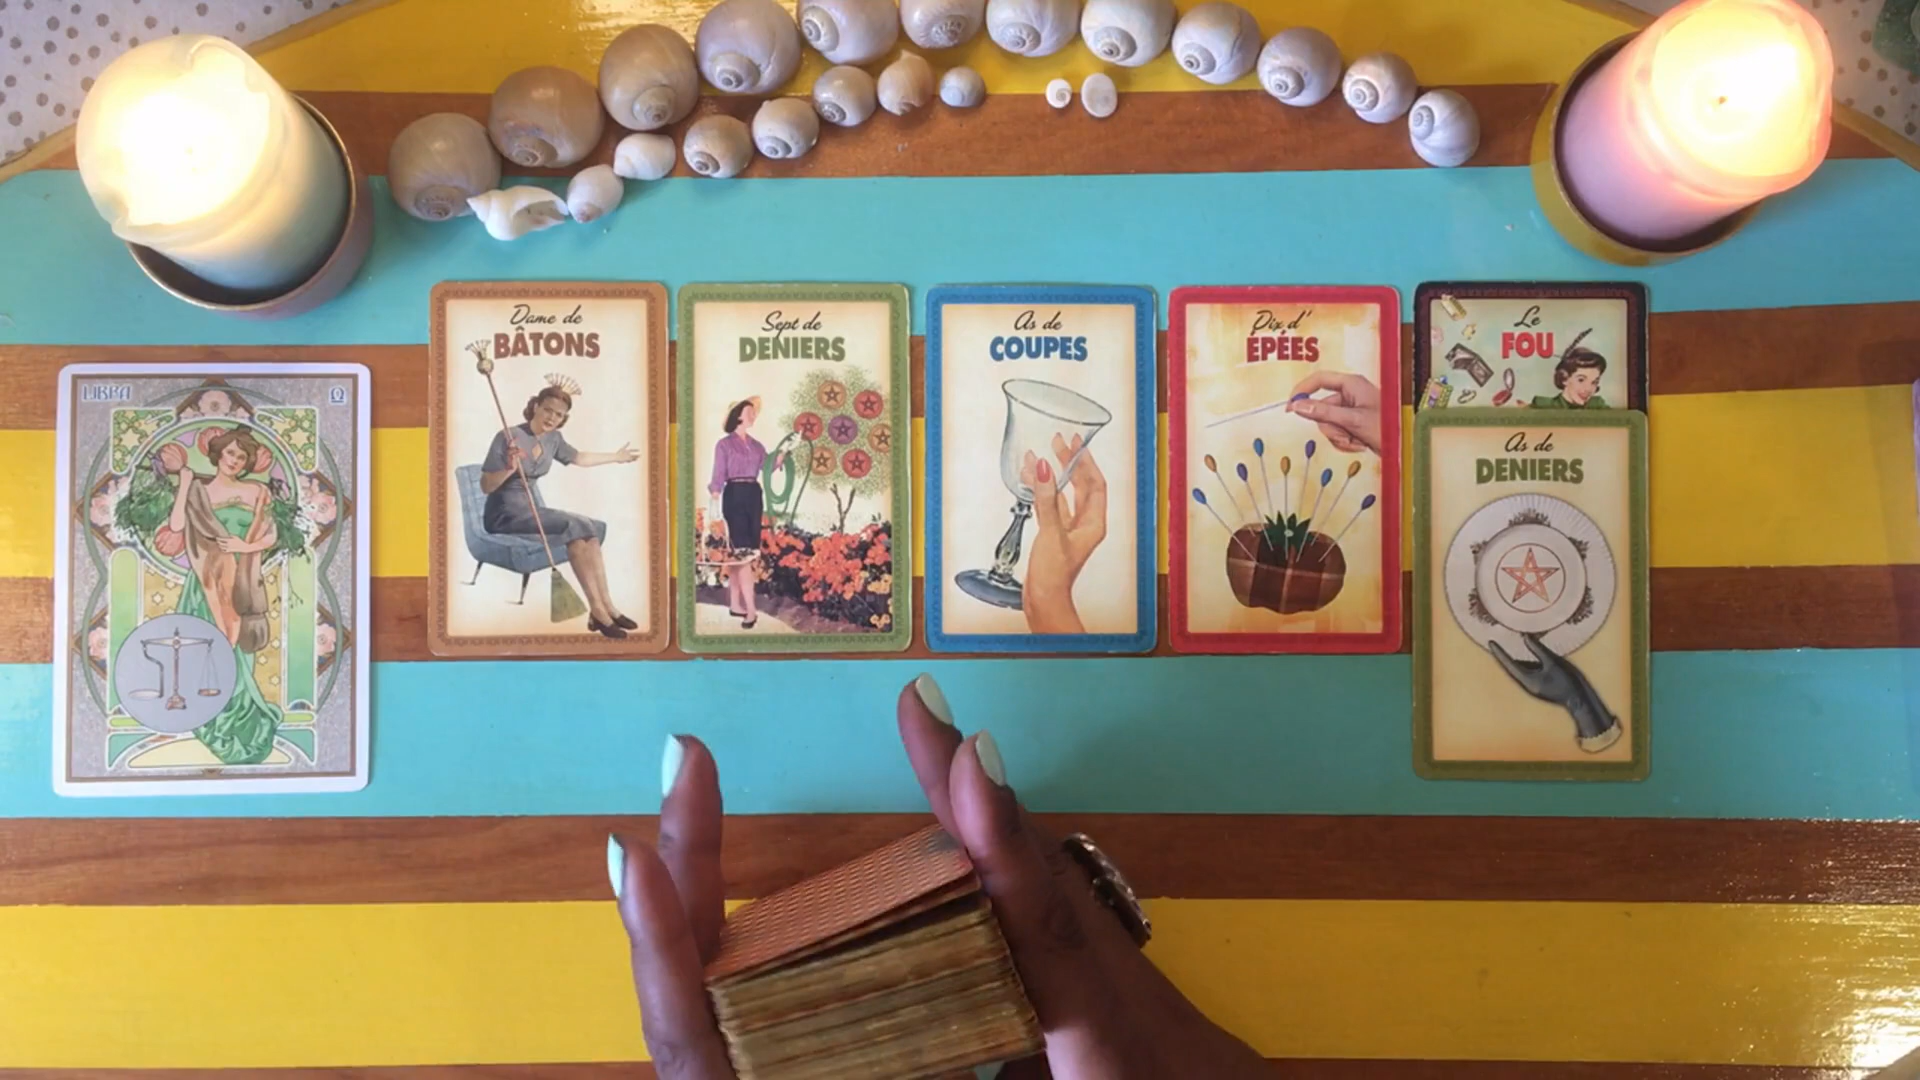 LIBRA
♎
Dame de
BÂTONS
Sept de
DENIERS
As de
COUPES
Dix d'
ÉPÉES
Le
FOU
As de
DENIERS